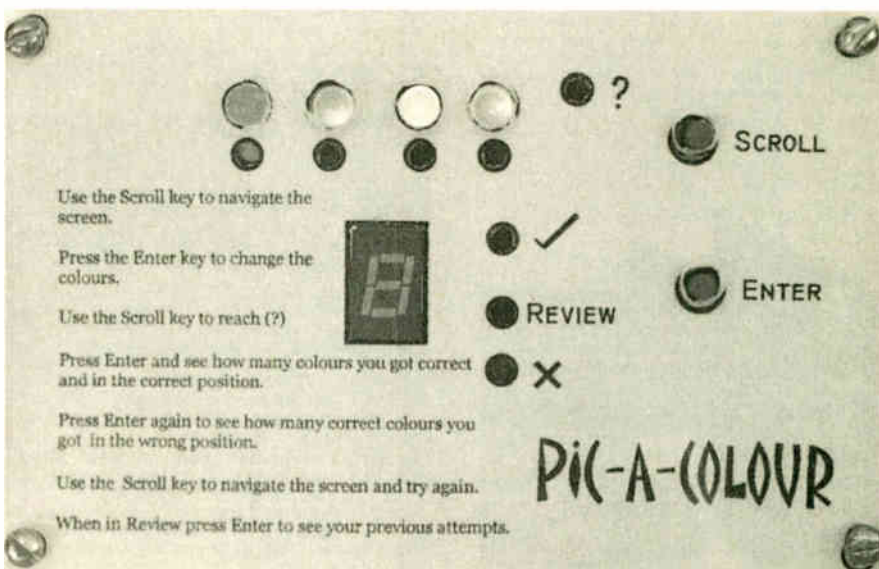 ?
SCROLL
Use the Scroll key to navigate the
screen.
Press the Enter key to change the
colours.
Use the Scroll key to reach (?)
8
ENTER
REVIEW
Press Enter and see how many colours you got correct
and in the correct position.
Press Enter again to see how many correct colours you
got in the wrong position.
Use the Scroll key to navigate the screen and try again.
When in Review press Enter to see your previous attempts.
PIC-A-COLOUR